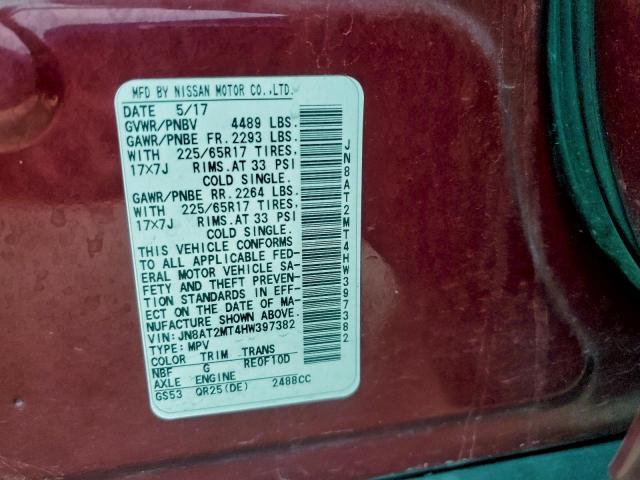 MFD BY NISSAN MOTOR CO.,LTD.
DATE 5/17
GVWR/PNBV 4489 LBS.
GAWR/PNBE FR. 2293 LBS.
WITH 225/65R17 TIRES,
17×7J RIMS.AT 33 PSI
COLD SINGLE.
GAWR/PNBE RR. 2264 LBS.
WITH 225/65R17 TIRES,
17×7J RIMS.AT 33 PSI
COLD SINGLE.
THIS VEHICLE CONFORMS
TO ALL APPLICABLE FED-
ERAL MOTOR VEHICLE SA-
FETY AND THEFT PREVEN-
TION STANDARDS IN EFF-
ECT ON THE DATE OF MA-
NUFACTURE SHOWN ABOVE.
VIN: JN8AT2MT4HW397382
TYPE: MPV
COLOR TRIM TRANS
NBF G RE0F10D
AXLE ENGINE
GS53 QR25(DE) 2488CC
JN8AT2MT4HW397382